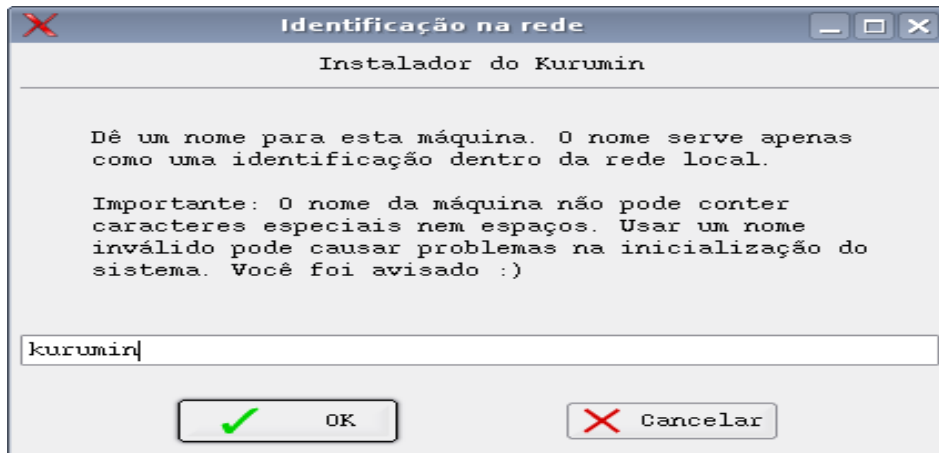 Identificação na rede
Instalador do Kurumin
Dê um nome para esta máquina. O nome serve apenas
como uma identificação dentro da rede local.
Importante: O nome da máquina não pode conter
caracteres especiais nem espaços. Usar um nome
inválido pode causar problemas na inicialização do
sistema. Você foi avisado :)
kurumin
OK
Cancelar